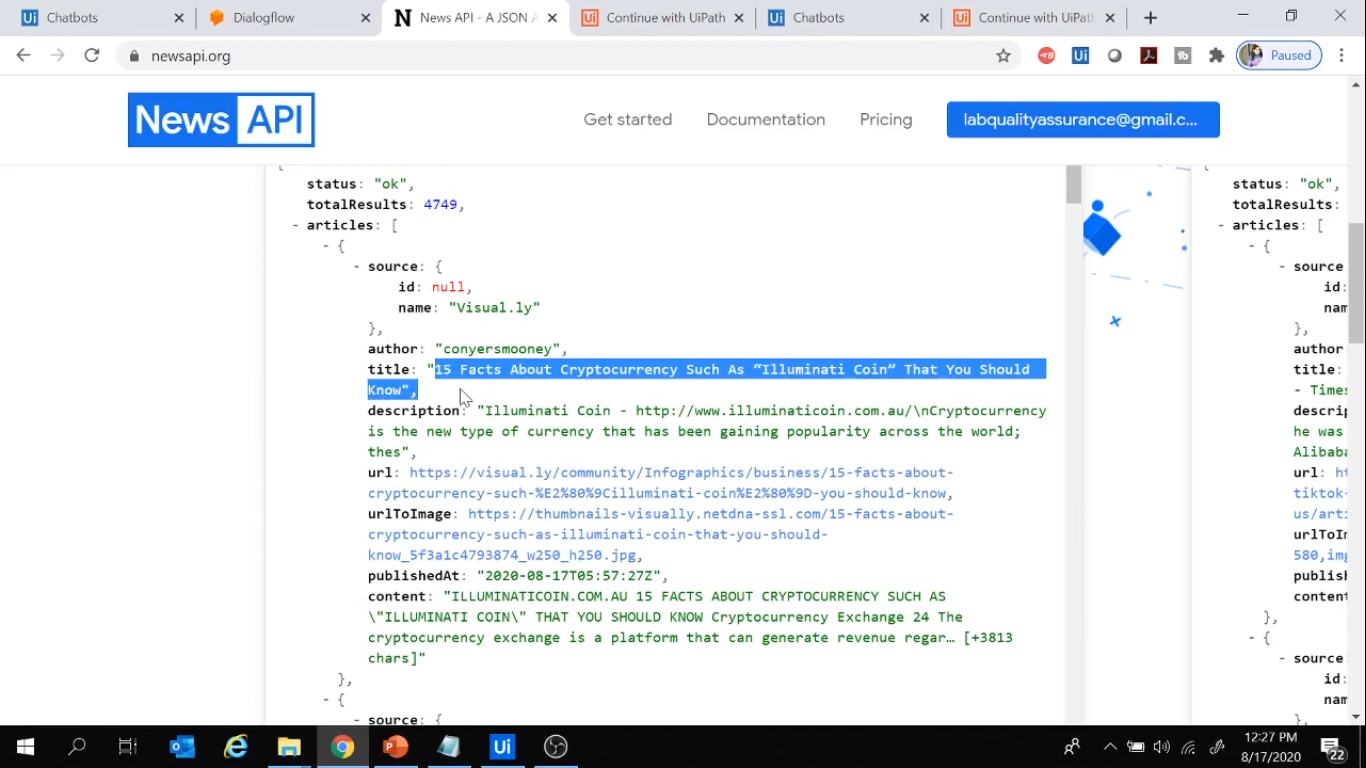 Chatbots
Dialogflow
News API - A JSON A
Continue with UiPath
Chatbots
Continue with UiPath
newsapi.org
Paused
News API
Get started
Documentation
Pricing
labqualityassurance@gmail.c...
status: "ok",
totalResults: 4749,
- articles: [
- {
- source: {
id: null,
name: "Visual.ly"
},
author: "conyersmooney",
title: "15 Facts About Cryptocurrency Such As “Illuminati Coin” That You Should
Know",
description: "Illuminati Coin - http://www.illuminaticoin.com.au/\nCryptocurrency
is the new type of currency that has been gaining popularity across the world;
thes",
url: https://visual.ly/community/Infographics/business/15-facts-about-
cryptocurrency-such-%E2%80%9Cilluminati-coin%E2%80%9D-you-should-know,
urlToImage: https://thumbnails-visually.netdna-ssl.com/15-facts-about-
cryptocurrency-such-as-illuminati-coin-that-you-should-
know_5f3a1c4793874_w250_h250.jpg,
publishedAt: "2020-08-17T05:57:27Z",
content: "ILLUMINATICOIN.COM.AU 15 FACTS ABOUT CRYPTOCURRENCY SUCH AS
\"ILLUMINATI COIN\" THAT YOU SHOULD KNOW Cryptocurrency Exchange 24 The
cryptocurrency exchange is a platform that can generate revenue regar… [+3813
chars]"
},
- {
- source: {
status: "ok",
totalResults:
- articles: [
- {
- source
id:
nam
},
author
title:
- Times
descrip
he was
Alibaba
url: ht
tiktok-
us/arti
urlToIm
580,img
publish
content
},
- {
- source
id:
nam
12:27 PM
8/17/2020
22